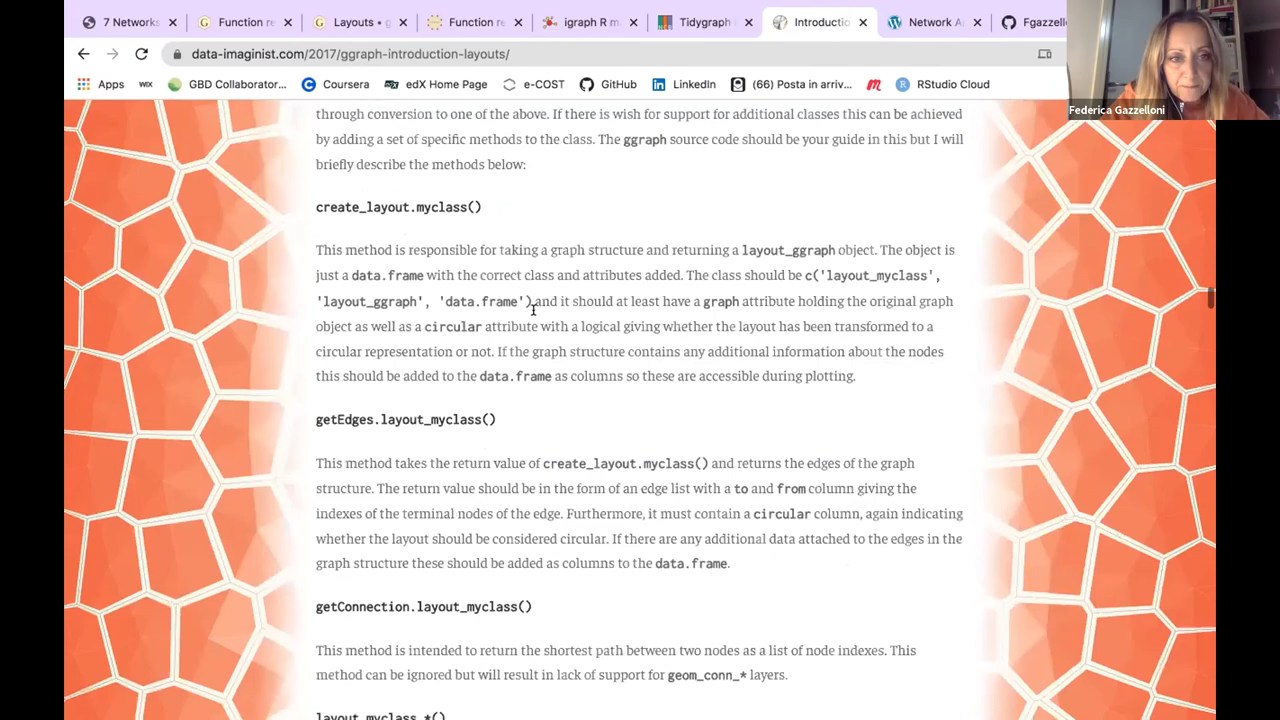 7 Networks
Function re
Layouts • g
Function re
igraph R m
Tidygraph
Introductio
Network A
Fgazzello
data-imaginist.com/2017/ggraph-introduction-layouts/
Apps
WIX
GBD Collaborator...
Coursera
edX Home Page
e-COST
GitHub
LinkedIn
(66) Posta in arriv...
RStudio Cloud
Federica Gazzelloni
through conversion to one of the above. If there is wish for support for additional classes this can be achieved
by adding a set of specific methods to the class. The ggraph source code should be your guide in this but I will
briefly describe the methods below:
create_layout.myclass()
This method is responsible for taking a graph structure and returning a layout_ggraph object. The object is
just a data.frame with the correct class and attributes added. The class should be c('layout_myclass',
'layout_ggraph', 'data.frame') and it should at least have a graph attribute holding the original graph
object as well as a circular attribute with a logical giving whether the layout has been transformed to a
circular representation or not. If the graph structure contains any additional information about the nodes
this should be added to the data.frame as columns so these are accessible during plotting.
getEdges.layout_myclass()
This method takes the return value of create_layout.myclass() and returns the edges of the graph
structure. The return value should be in the form of an edge list with a to and from column giving the
indexes of the terminal nodes of the edge. Furthermore, it must contain a circular column, again indicating
whether the layout should be considered circular. If there are any additional data attached to the edges in the
graph structure these should be added as columns to the data.frame.
getConnection.layout_myclass()
This method is intended to return the shortest path between two nodes as a list of node indexes. This
method can be ignored but will result in lack of support for geom_conn_* layers.
layout_myclass_*()